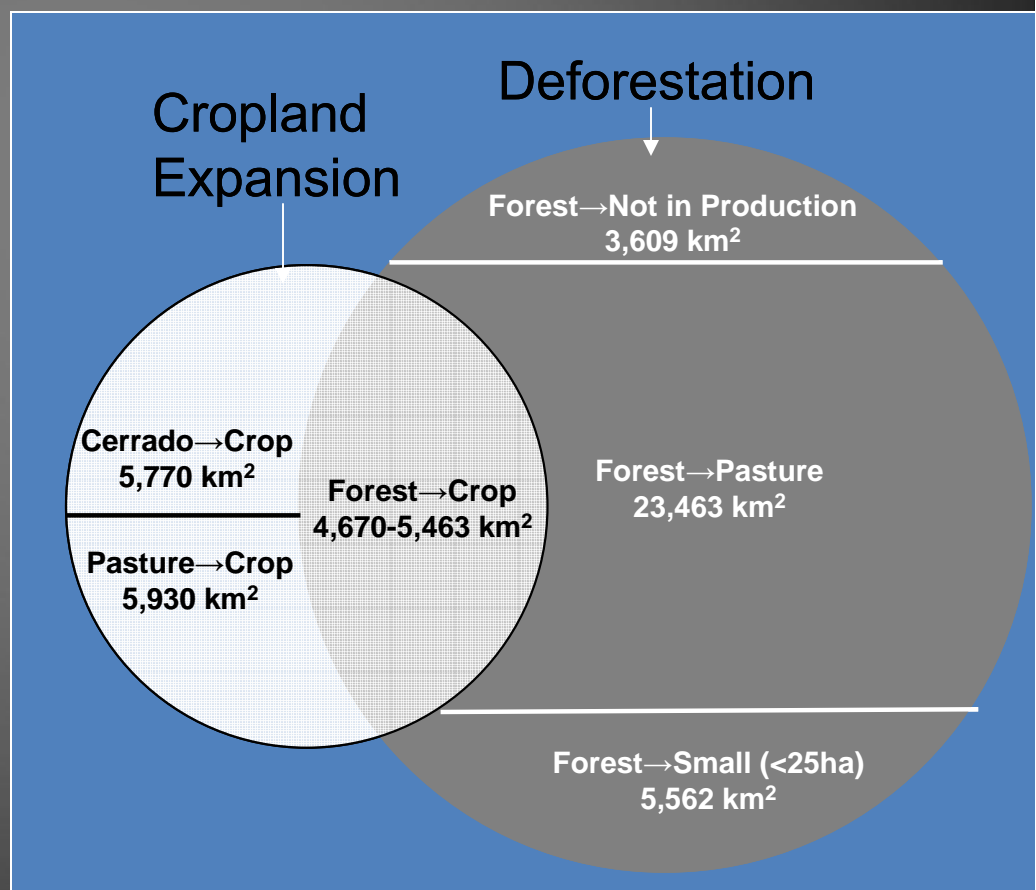 Deforestation
Cropland
Expansion
Forest→Not in Production
3,609 km²
Cerrado→Crop
5,770 km²
Forest→Crop
4,670-5,463 km²
Pasture→Crop
5,930 km²
Forest→Pasture
23,463 km²
Forest→Small (<25ha)
5,562 km²